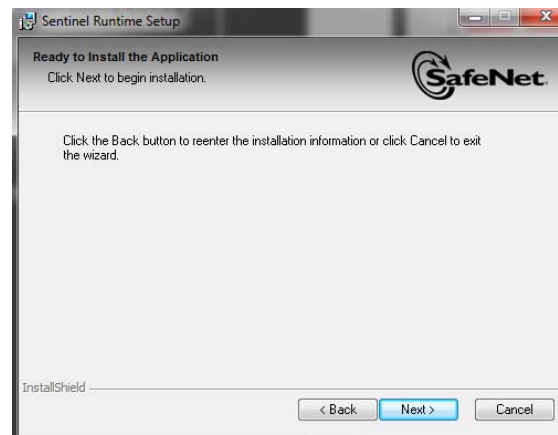 Sentinel Runtime Setup
Ready to Install the Application
Click Next to begin installation.
SafeNet.
Click the Back button to reenter the installation information or click Cancel to exit
the wizard.
InstallShield
< Back
Next >
Cancel